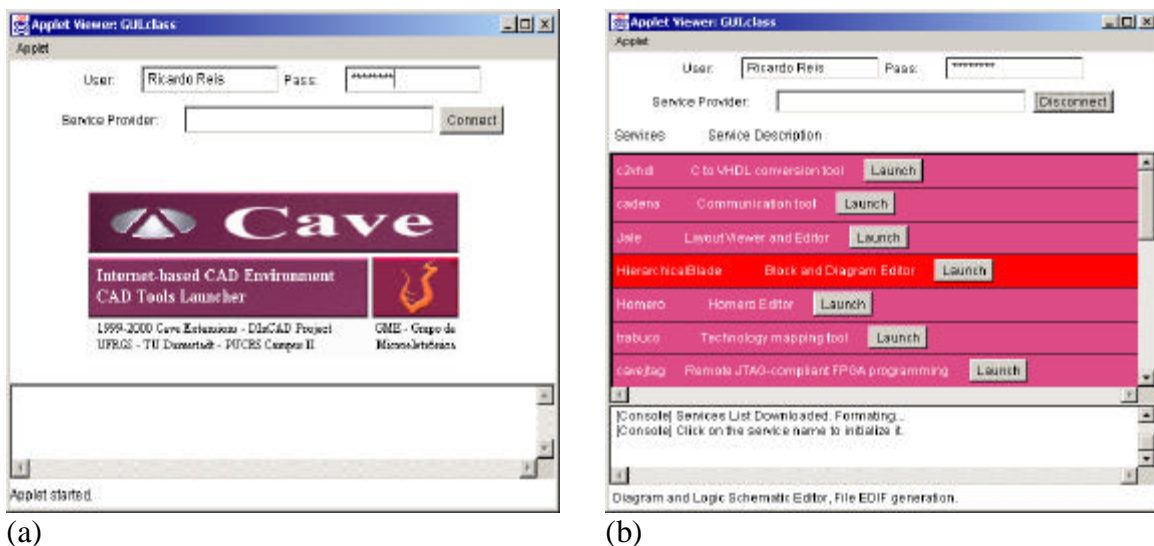 Applet Viewer: GUI.class
Applet
User: Ricardo Reis Pass: ********
Service Provider: Connect
Cave
Internet-based CAD Environment
CAD Tools Launcher
1999-2000 Cave Extensions - DIsCAD Project
UFRGS - TU Darmstadt - PUCRS Campus II
GME - Grupo de
Microeletrônica
Applet started.
(a)
Applet Viewer: GUI.class
Applet
User: Ricardo Reis Pass: ********
Service Provider: Disconnect
Services Service Description
c2vhdl C to VHDL conversion tool Launch
cadena Communication tool Launch
Jale Layout Viewer and Editor Launch
HierarchicalBlade Block and Diagram Editor Launch
Homero Homero Editor Launch
trabuco Technology mapping tool Launch
cavejtag Remote JTAG-compliant FPGA programming Launch
[Console] Services List Downloaded. Formating...
[Console] Click on the service name to initialize it.
Diagram and Logic Schematic Editor, File EDIF generation.
(b)